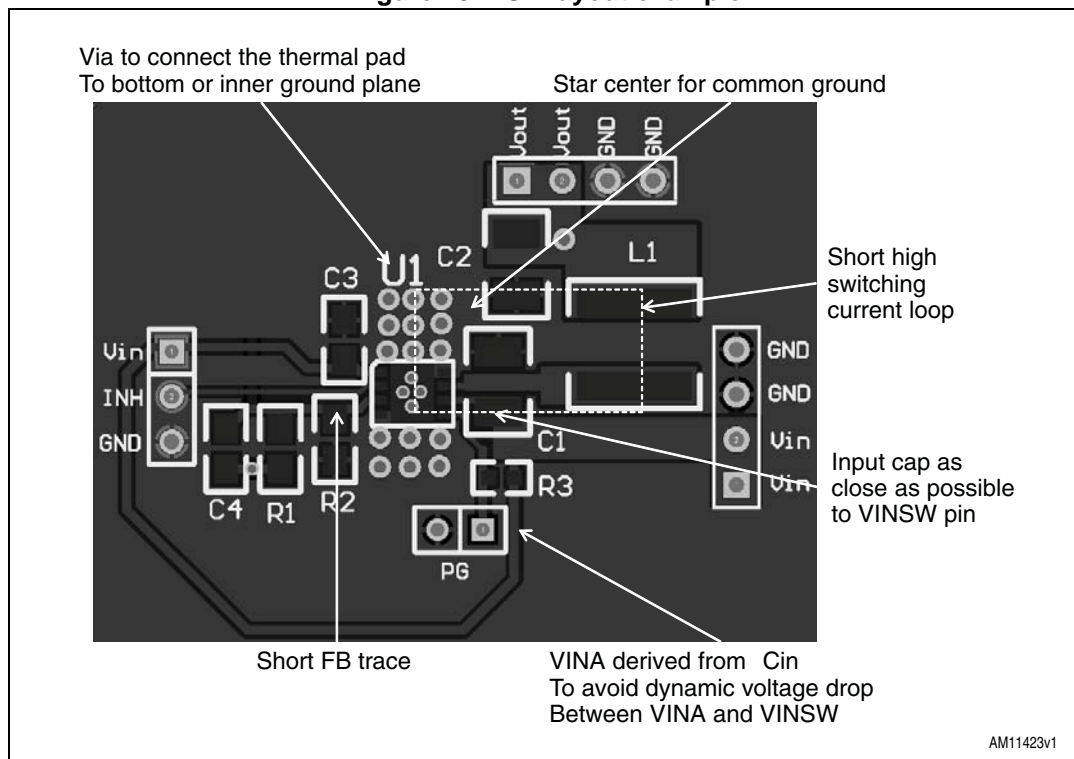 Via to connect the thermal pad
To bottom or inner ground plane
Star center for common ground
Vout
Vout
GND
GND
C2
L1
Short high
switching
current loop
C3
U1
Vin
INH
GND
GND
GND
Vin
Vin
C1
R3
C4
R1
R2
PG
Input cap as
close as possible
to VINSW pin
Short FB trace
VINA derived from Cin
To avoid dynamic voltage drop
Between VINA and VINSW
AM11423v1